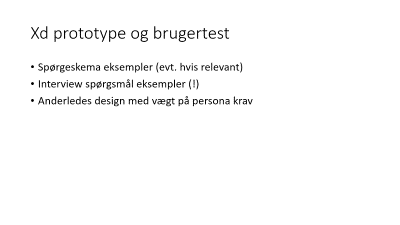 Xd prototype og brugertest
• Spørgeskema eksempler (evt. hvis relevant)
• Interview spørgsmål eksempler (!)
• Anderledes design med vægt på persona krav